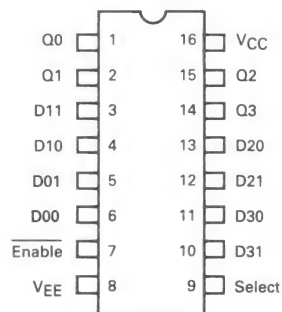 Q0 1 16 VCC
Q1 2 15 Q2
D11 3 14 Q3
D10 4 13 D20
D01 5 12 D21
D00 6 11 D30
Enable 7 10 D31
VEE 8 9 Select